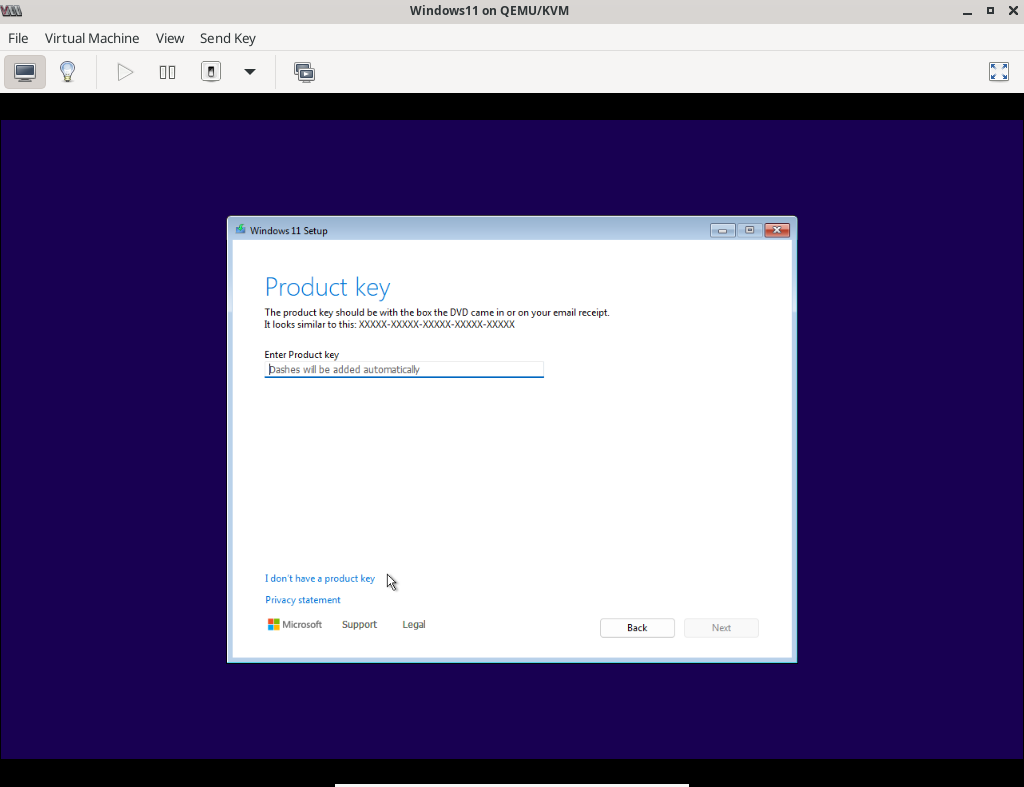 Windows11 on QEMU/KVM
File Virtual Machine View Send Key
Windows 11 Setup
Product key
The product key should be with the box the DVD came in or on your email receipt.
It looks similar to this: XXXXX-XXXXX-XXXXX-XXXXX-XXXXX
Enter Product key
Dashes will be added automatically
I don't have a product key
Privacy statement
Microsoft Support Legal
Back Next